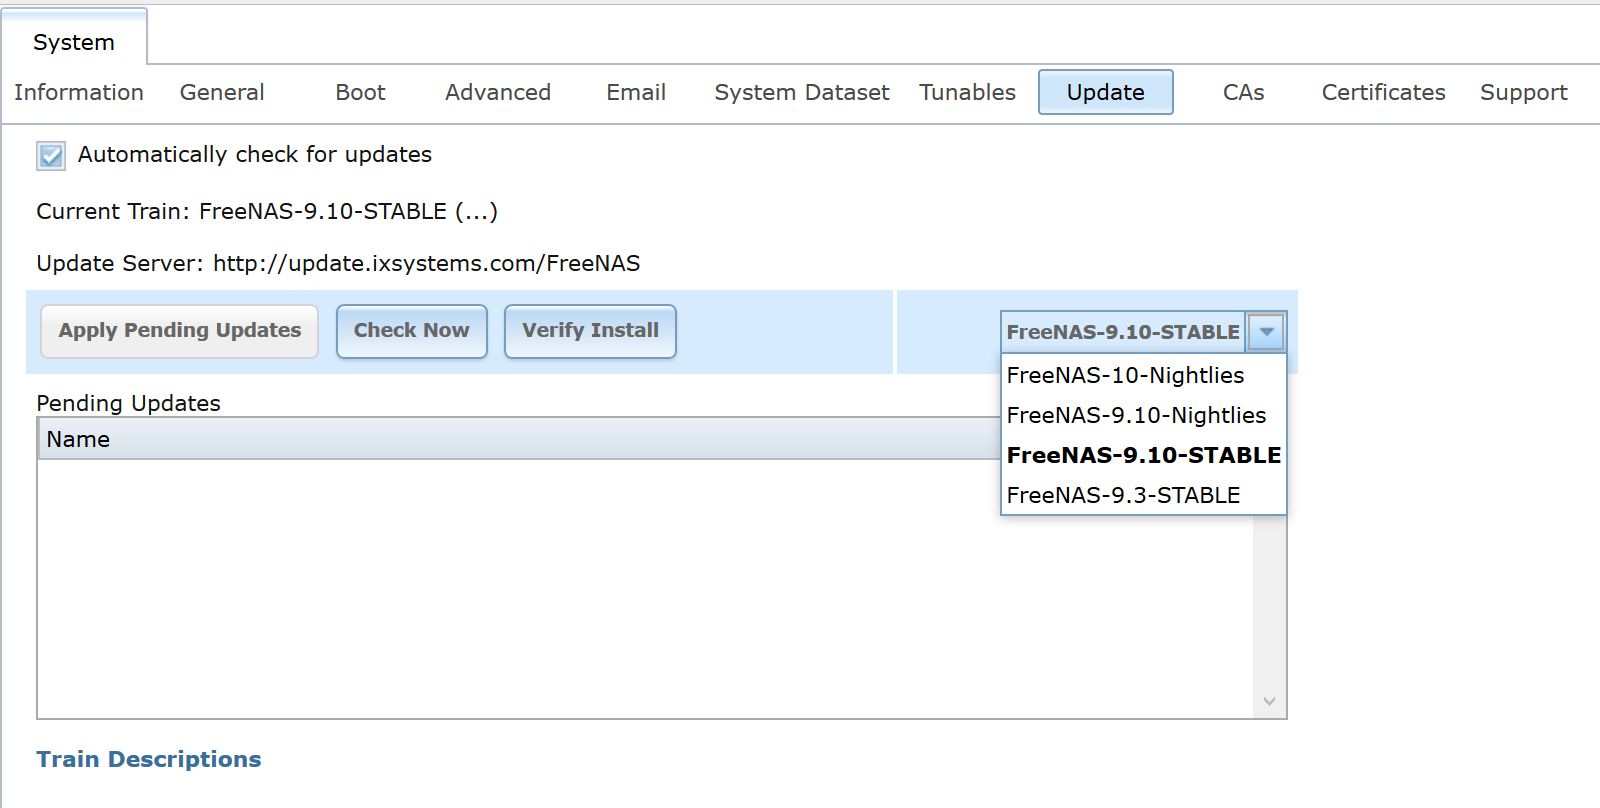 System
Information General Boot Advanced Email System Dataset Tunables Update CAs Certificates Support
Automatically check for updates
Current Train: FreeNAS-9.10-STABLE (...)
Update Server: http://update.ixsystems.com/FreeNAS
Apply Pending Updates Check Now Verify Install FreeNAS-9.10-STABLE
FreeNAS-10-Nightlies
FreeNAS-9.10-Nightlies
FreeNAS-9.10-STABLE
FreeNAS-9.3-STABLE
Pending Updates
Name
Train Descriptions